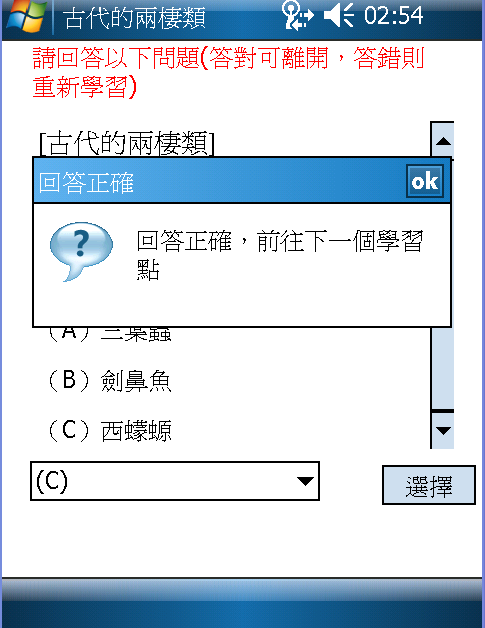 古代的兩棲類 02:54
請回答以下問題(答對可離開，答錯則
重新學習)
[古代的兩棲類]
回答正確 ok
回答正確，前往下一個學習
點
（A）三葉蟲
（B）劍鼻魚
（C）西蠓螈
(C) 選擇